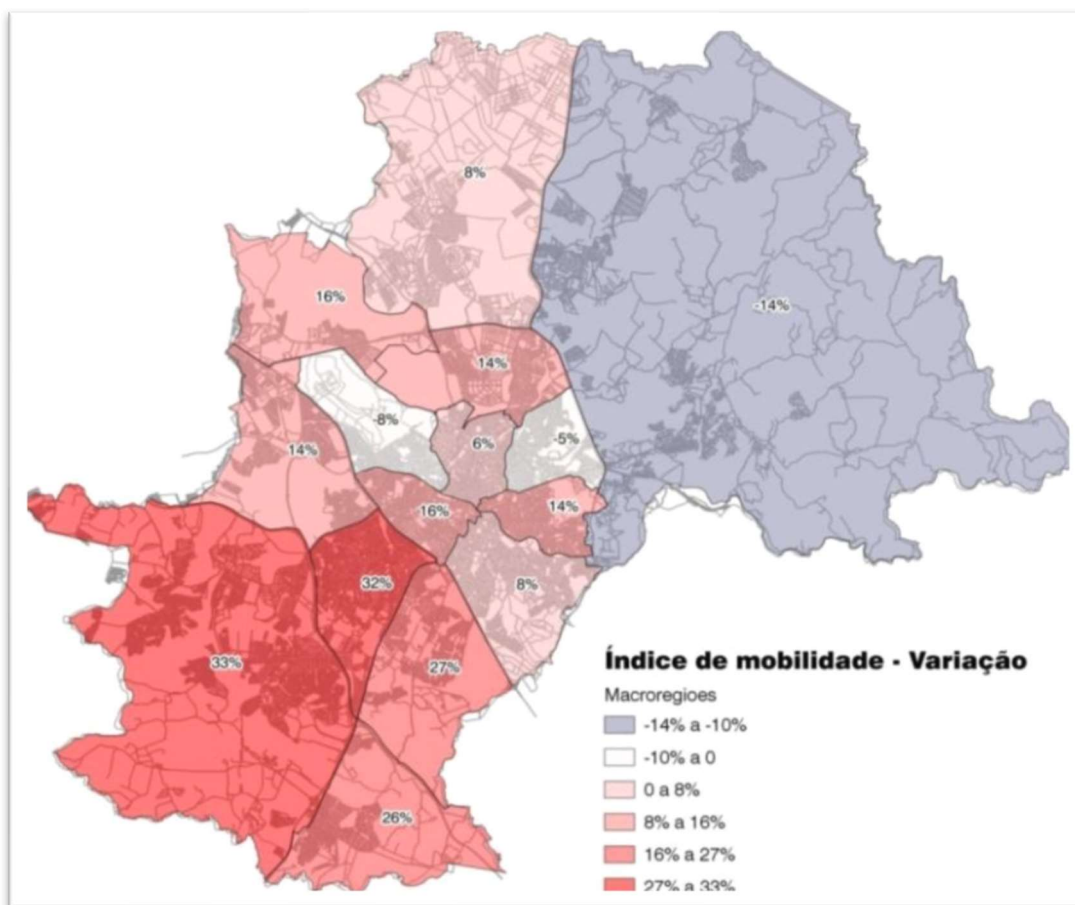 8%
16%
-14%
14%
-8%
6%
-5%
14%
16%
14%
32%
8%
33%
27%
26%
Índice de mobilidade - Variação
Macroregioes
-14% a -10%
-10% a 0
0 a 8%
8% a 16%
16% a 27%
27% a 33%